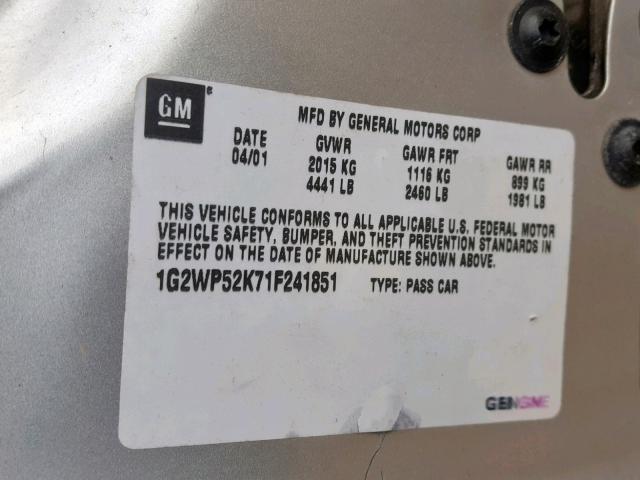 GM
MFD BY GENERAL MOTORS CORP
DATE GVWR GAWR FRT GAWR RR
04/01 2015 KG 1116 KG 899 KG
4441 LB 2460 LB 1981 LB
THIS VEHICLE CONFORMS TO ALL APPLICABLE U.S. FEDERAL MOTOR
VEHICLE SAFETY, BUMPER, AND THEFT PREVENTION STANDARDS IN
EFFECT ON THE DATE OF MANUFACTURE SHOWN ABOVE.
1G2WP52K71F241851 TYPE: PASS CAR